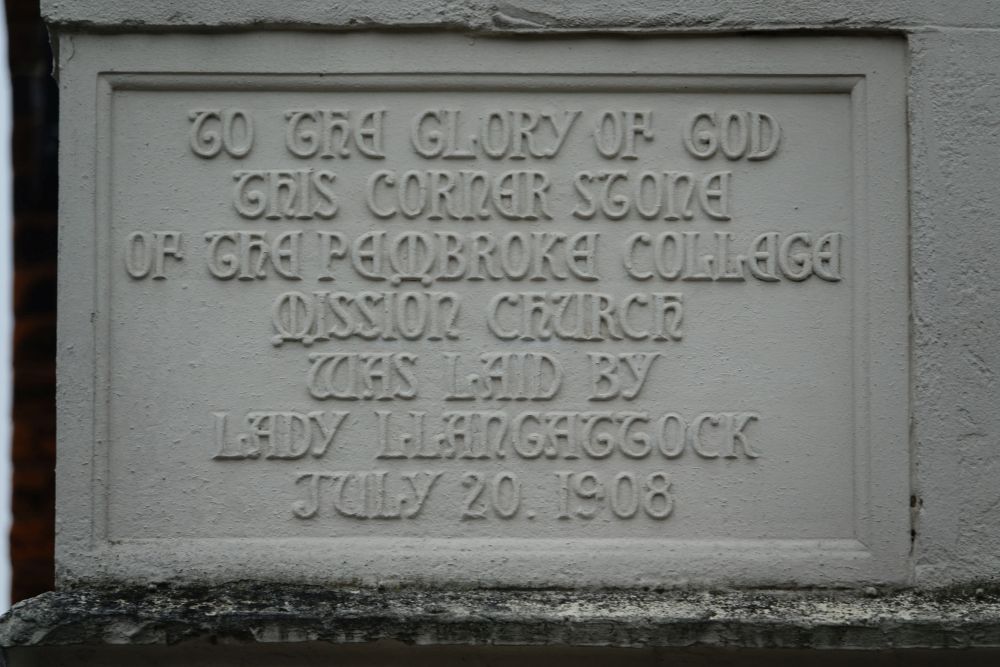 TO THE GLORY OF GOD
THIS CORNER STONE
OF THE PEMBROKE COLLEGE
MISSION CHURCH
WAS LAID BY
LADY LLANGATTOCK
JULY 20. 1908